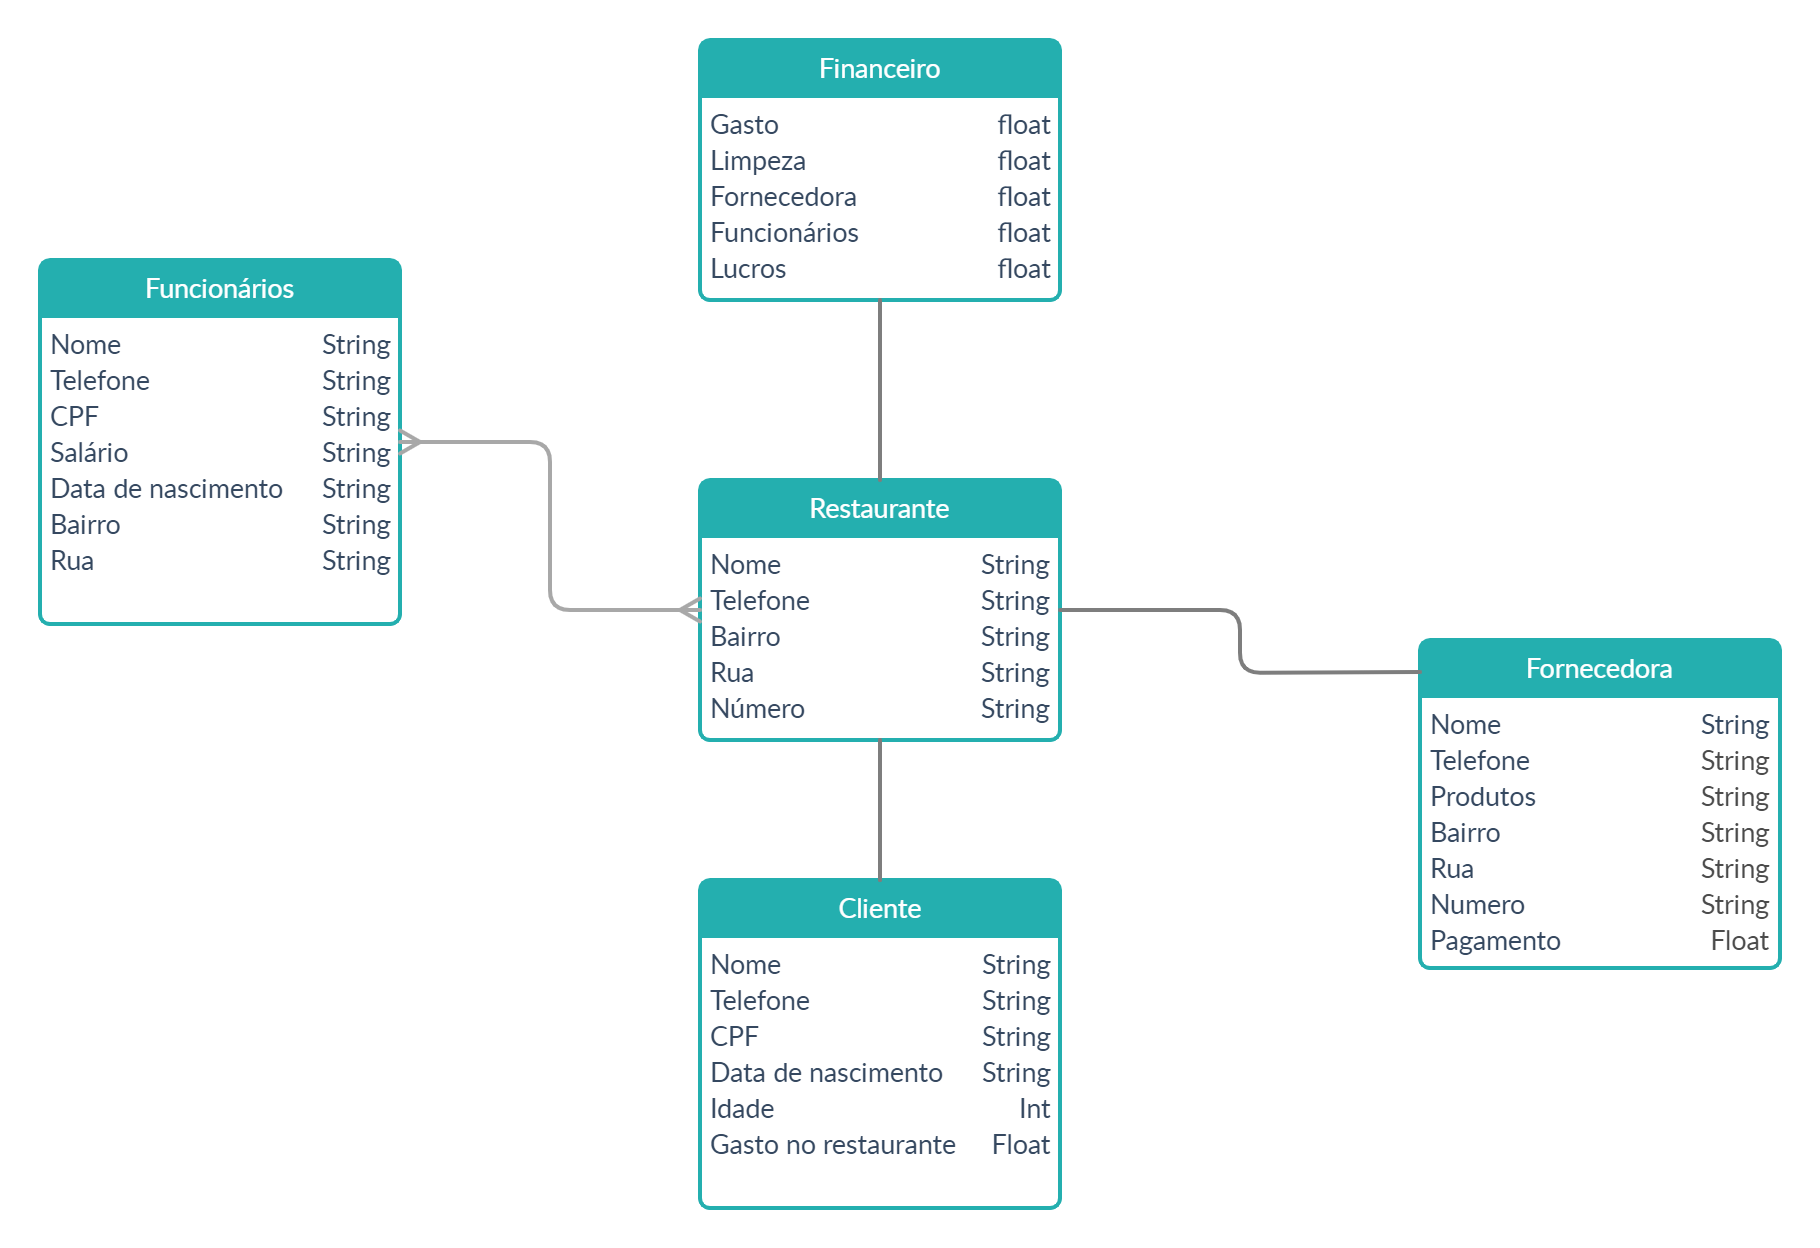 Financeiro
Gasto float
Limpeza float
Fornecedora float
Funcionários float
Lucros float
Funcionários
Nome String
Telefone String
CPF String
Salário String
Data de nascimento String
Bairro String
Rua String
Restaurante
Nome String
Telefone String
Bairro String
Rua String
Número String
Fornecedora
Nome String
Telefone String
Produtos String
Bairro String
Rua String
Numero String
Pagamento Float
Cliente
Nome String
Telefone String
CPF String
Data de nascimento String
Idade Int
Gasto no restaurante Float